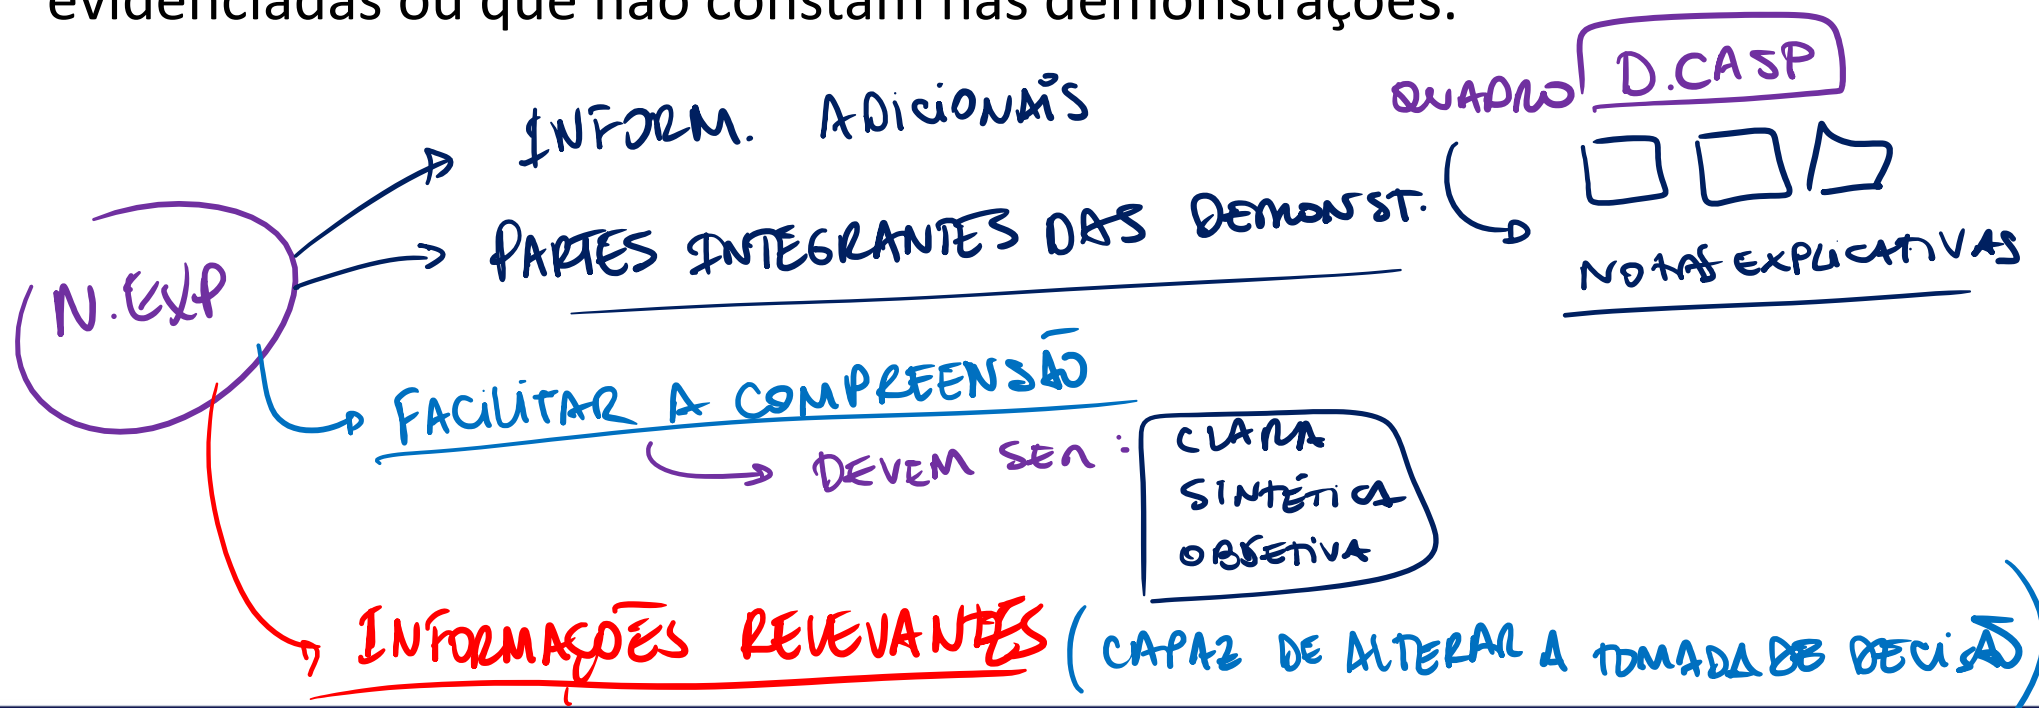 evidenciadas ou que não constam nas demonstrações.
QUADRO D.CASP
INFORM. ADICIONAIS
PARTES INTEGRANTES DAS DEMONST.
NOTAS EXPLICATIVAS
N.EXP
FACILITAR A COMPREENSÃO
DEVEM SER:
CLARA
SINTÉTICA
OBJETIVA
INFORMAÇÕES RELEVANTES (CAPAZ DE ALTERAR A TOMADA DE DECISÃO)